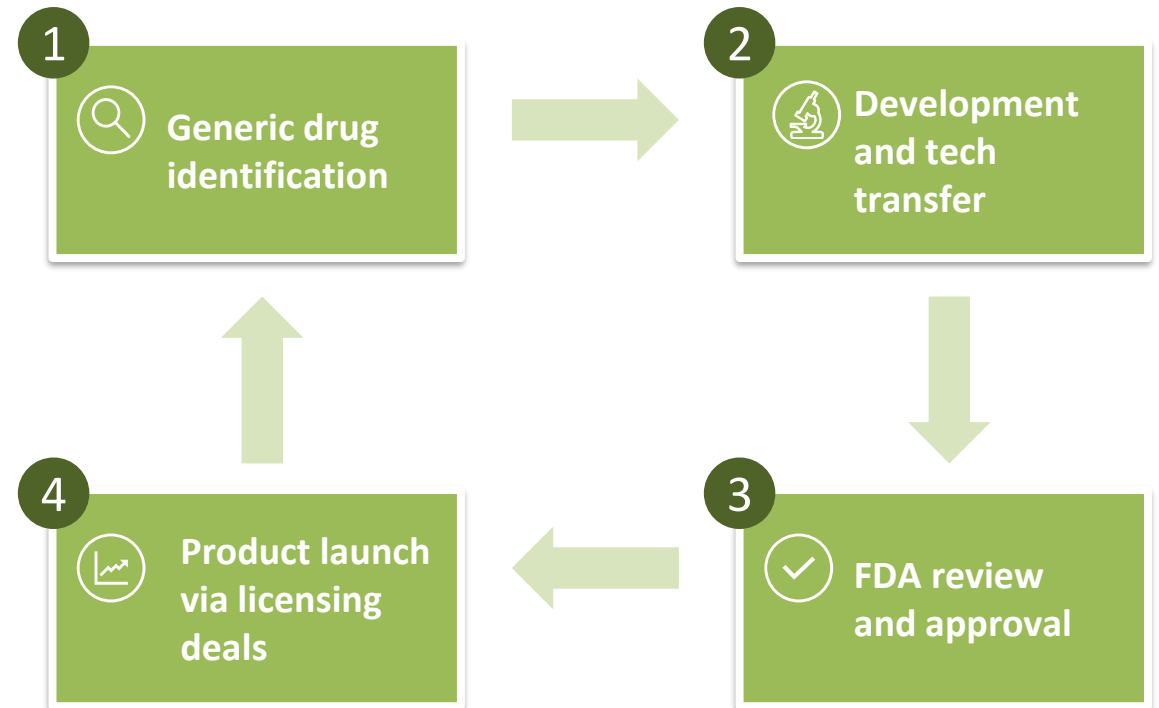 1
Generic drug
identification
2
Development
and tech
transfer
3
FDA review
and approval
4
Product launch
via licensing
deals